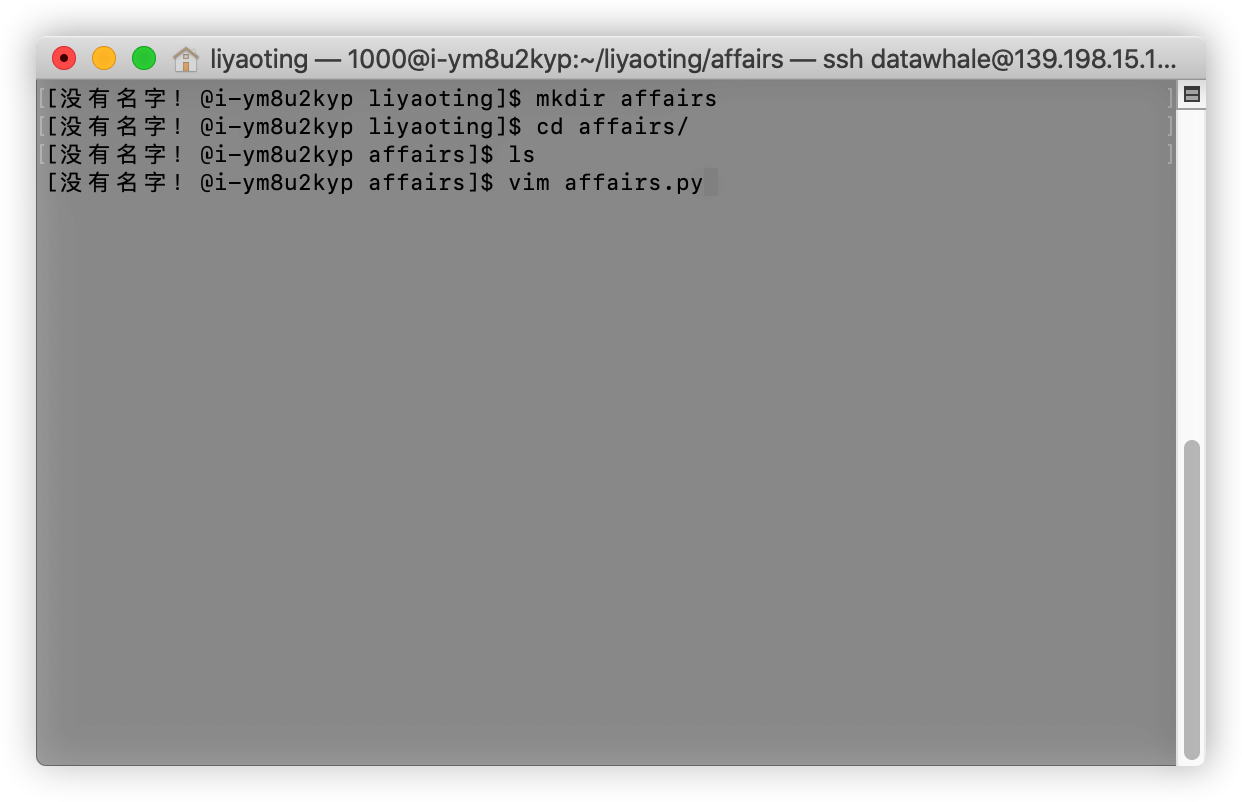 liyaoting — 1000@i-ym8u2kyp:~/liyaoting/affairs — ssh datawhale@139.198.15.1...
[没有名字！@i-ym8u2kyp liyaoting]$ mkdir affairs
[没有名字！@i-ym8u2kyp liyaoting]$ cd affairs/
[没有名字！@i-ym8u2kyp affairs]$ ls
[没有名字！@i-ym8u2kyp affairs]$ vim affairs.py